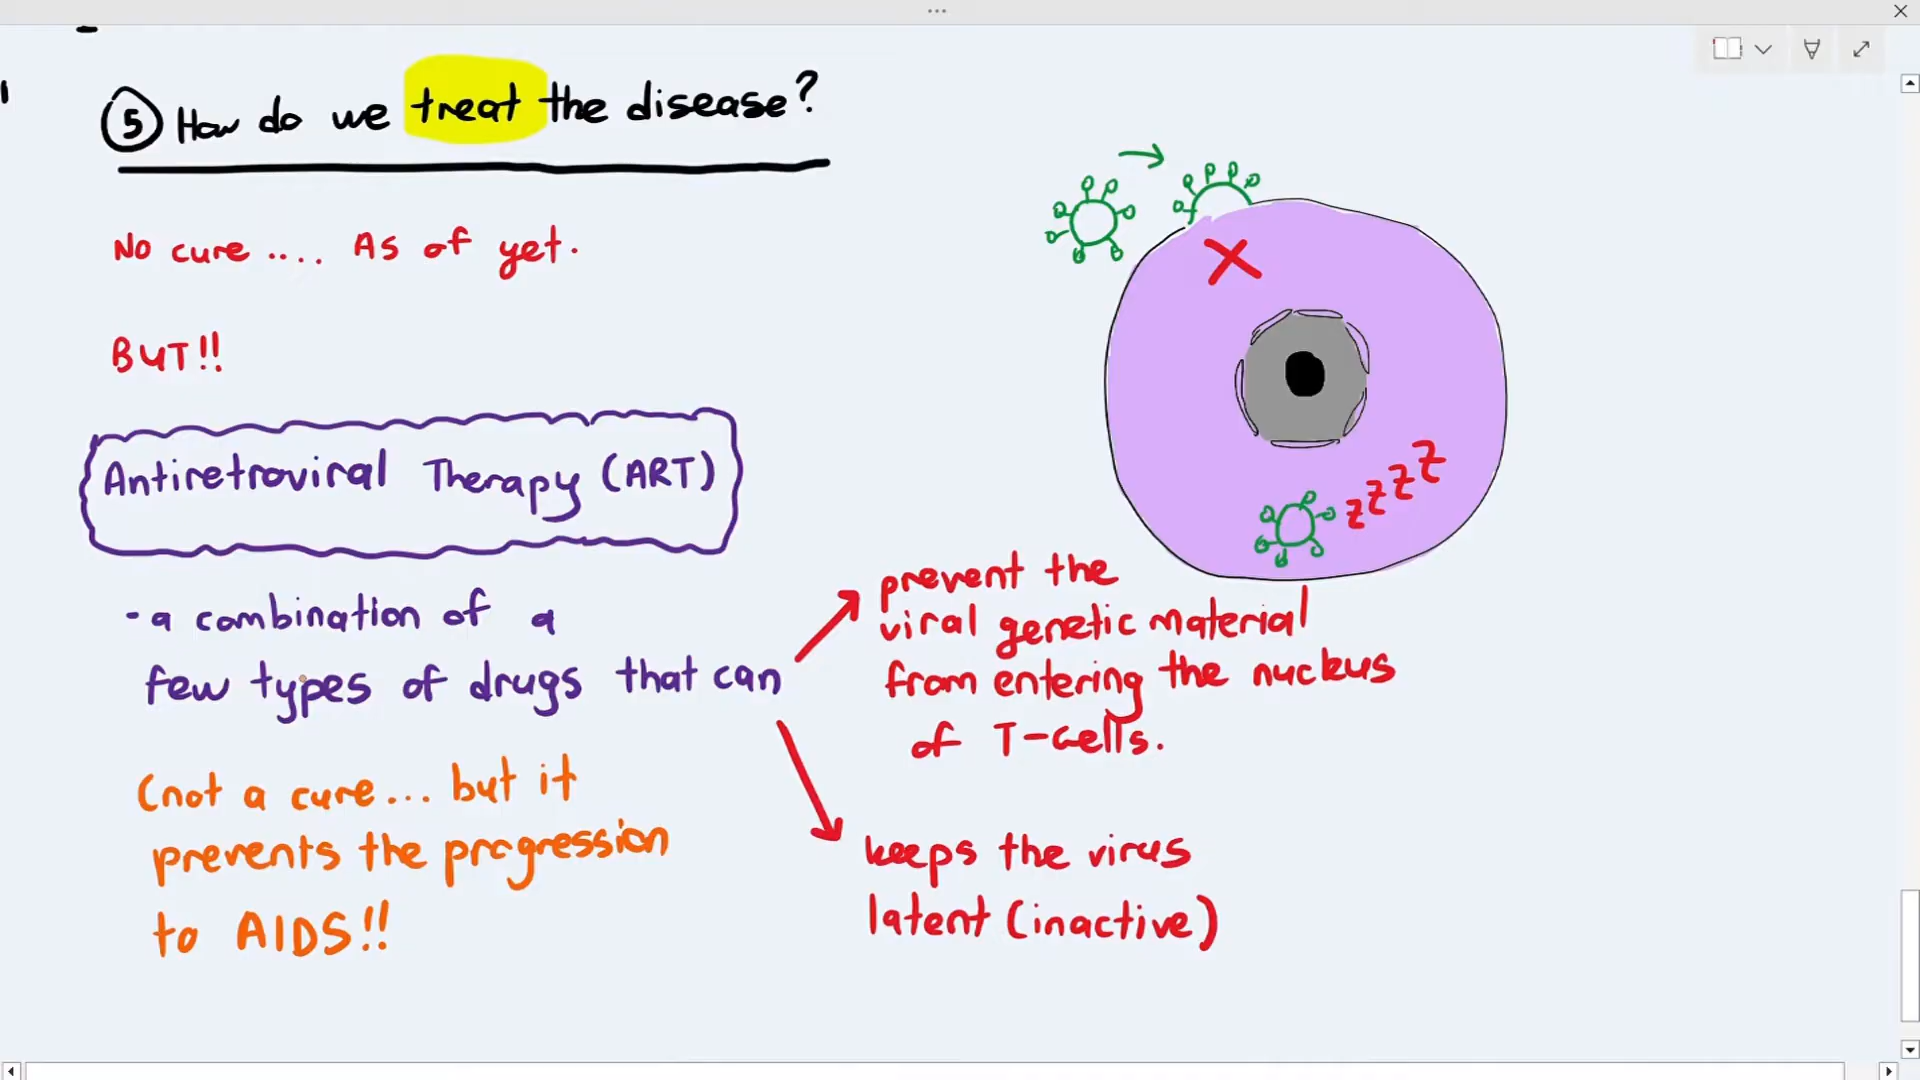 ⑤ How do we treat the disease?
No cure .... As of yet.
BUT!!
Antiretroviral Therapy (ART)
- a combination of a
few types of drugs that can
(not a cure... but it
prevents the progression
to AIDS!!
prevent the
viral genetic material
from entering the nucleus
of T-cells.
keeps the virus
latent (inactive)
zzzz